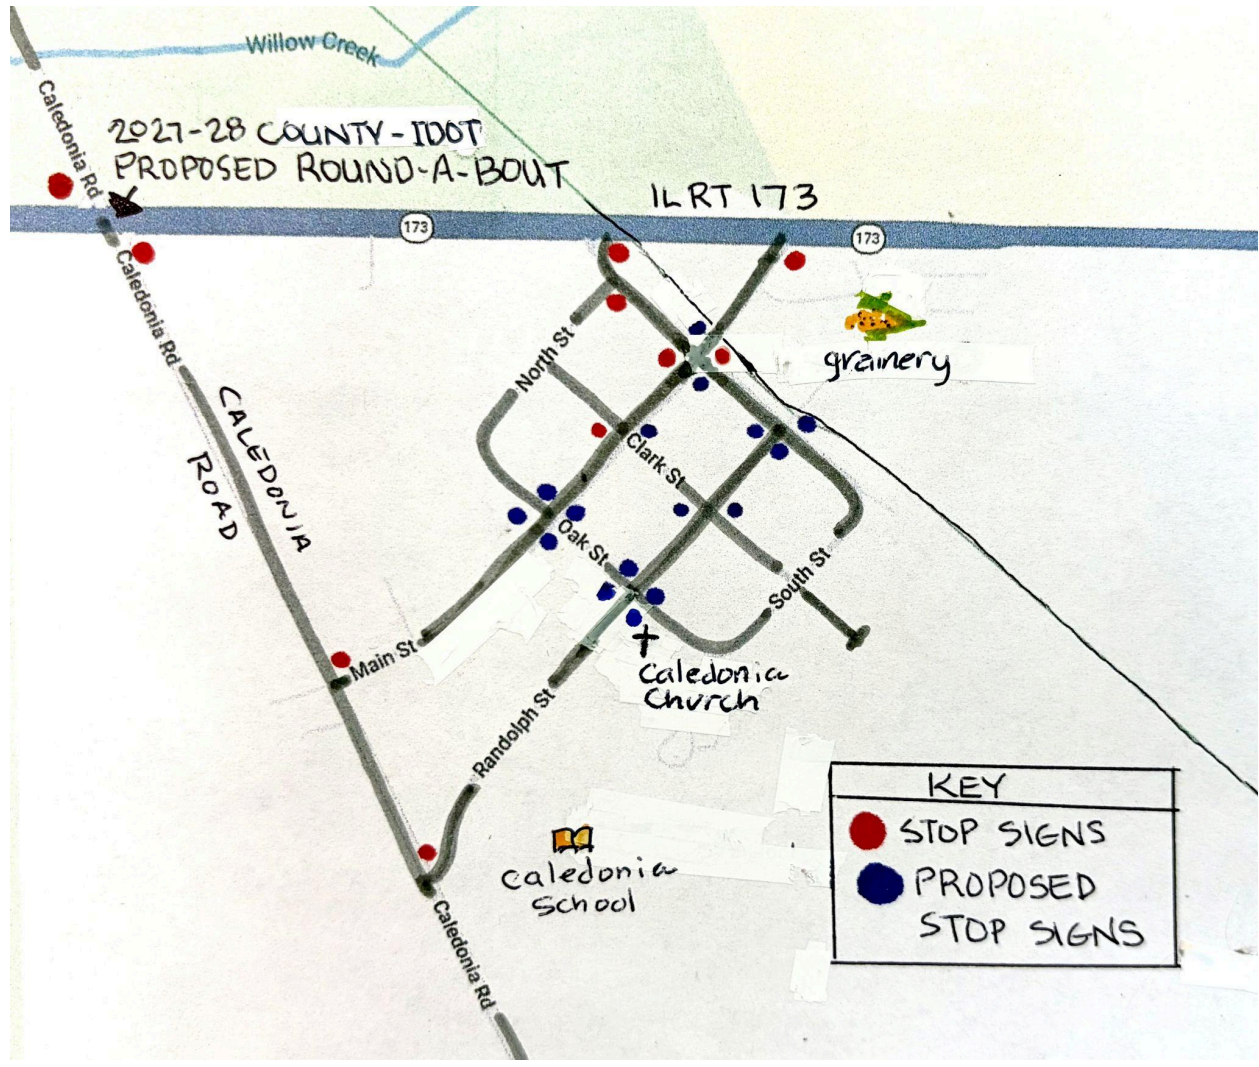 Willow Creek
Caledonia Rd
2027-28 COUNTY-IDOT
PROPOSED ROUND-A-BOUT
IL RT 173
173
173
Caledonia Rd
grainery
North St
CALEDONIA
ROAD
Clark St
Oak St
South St
Main St
Caledonia
Church
Randolph St
KEY
STOP SIGNS
PROPOSED
STOP SIGNS
Caledonia
School
Caledonia Rd